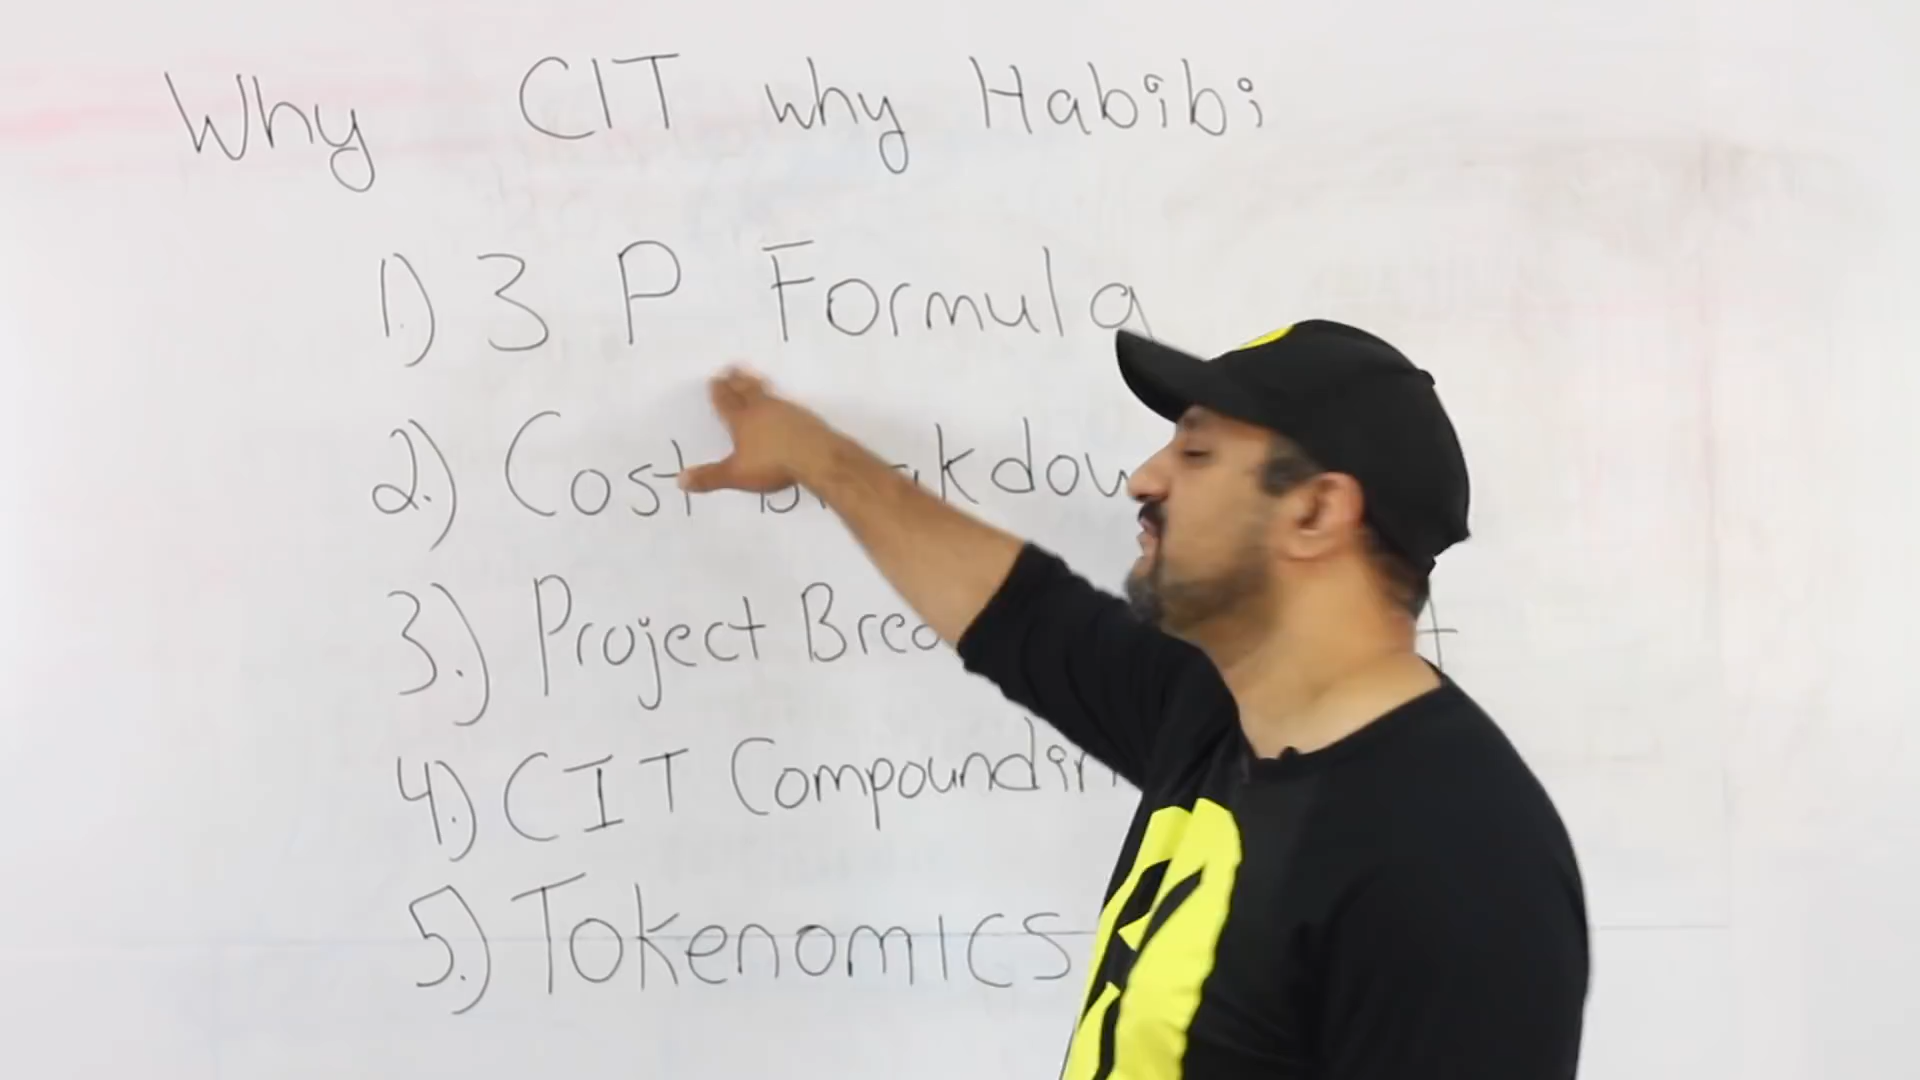 Why CIT why Habibi
1.) 3 P Formula
2.) Cost
3.) Project
4.) CIT
5.) Tokenomics